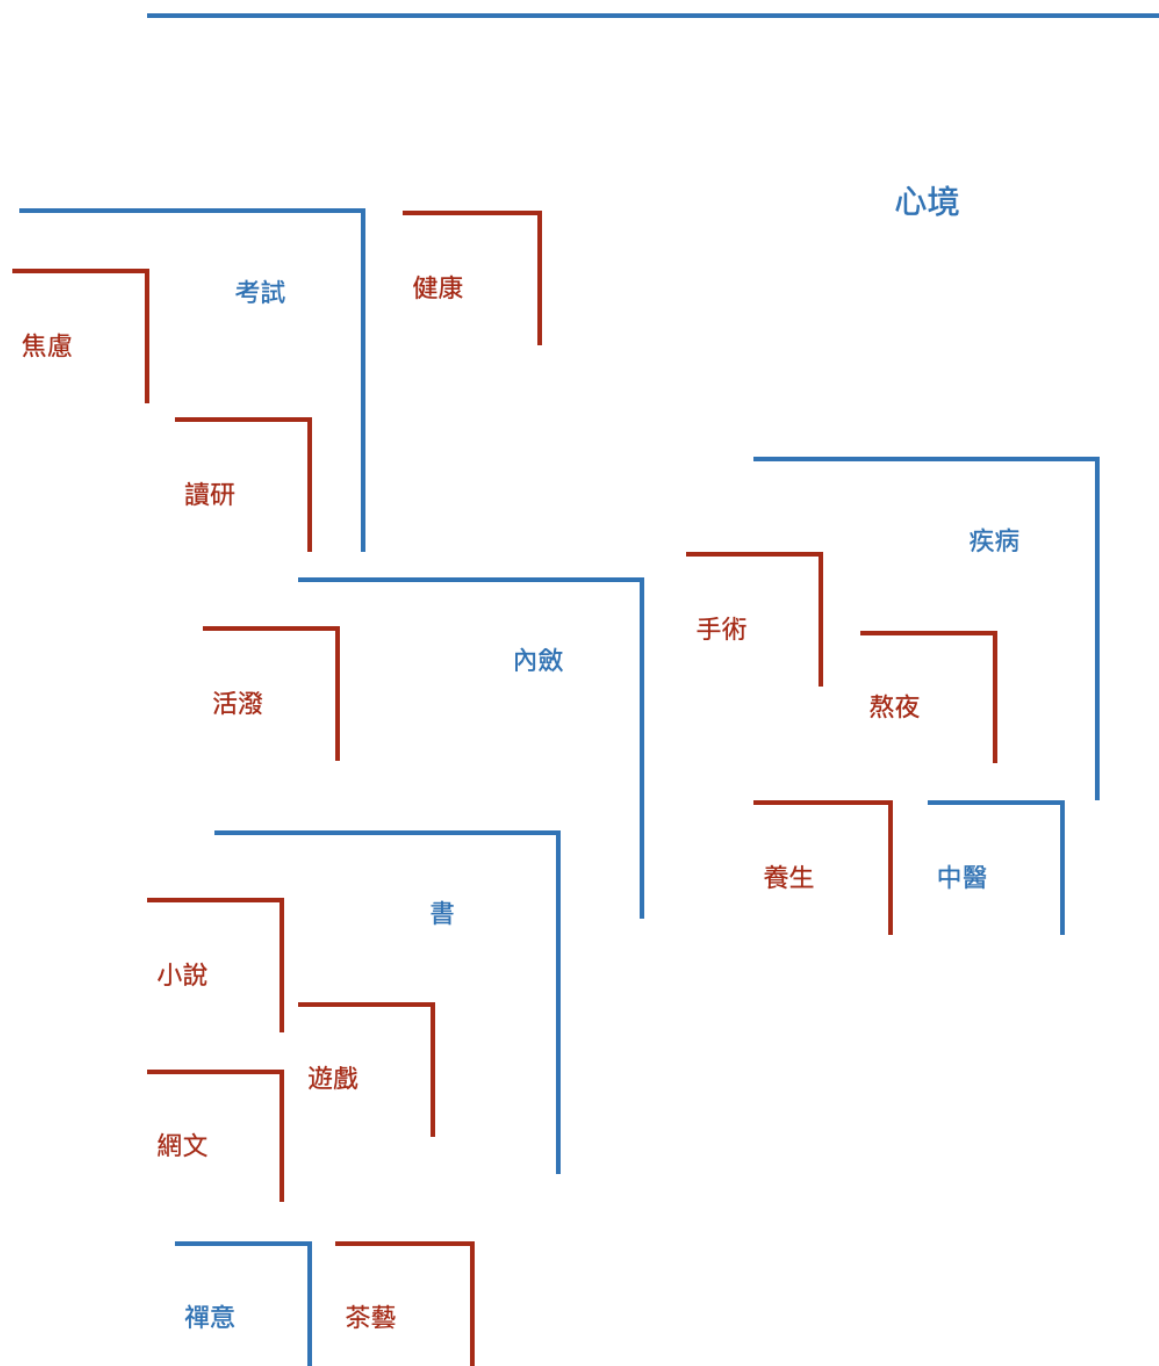 心境
考試
健康
焦慮
讀研
疾病
手術
內斂
活潑
熬夜
養生
中醫
書
小說
遊戲
網文
禪意
茶藝